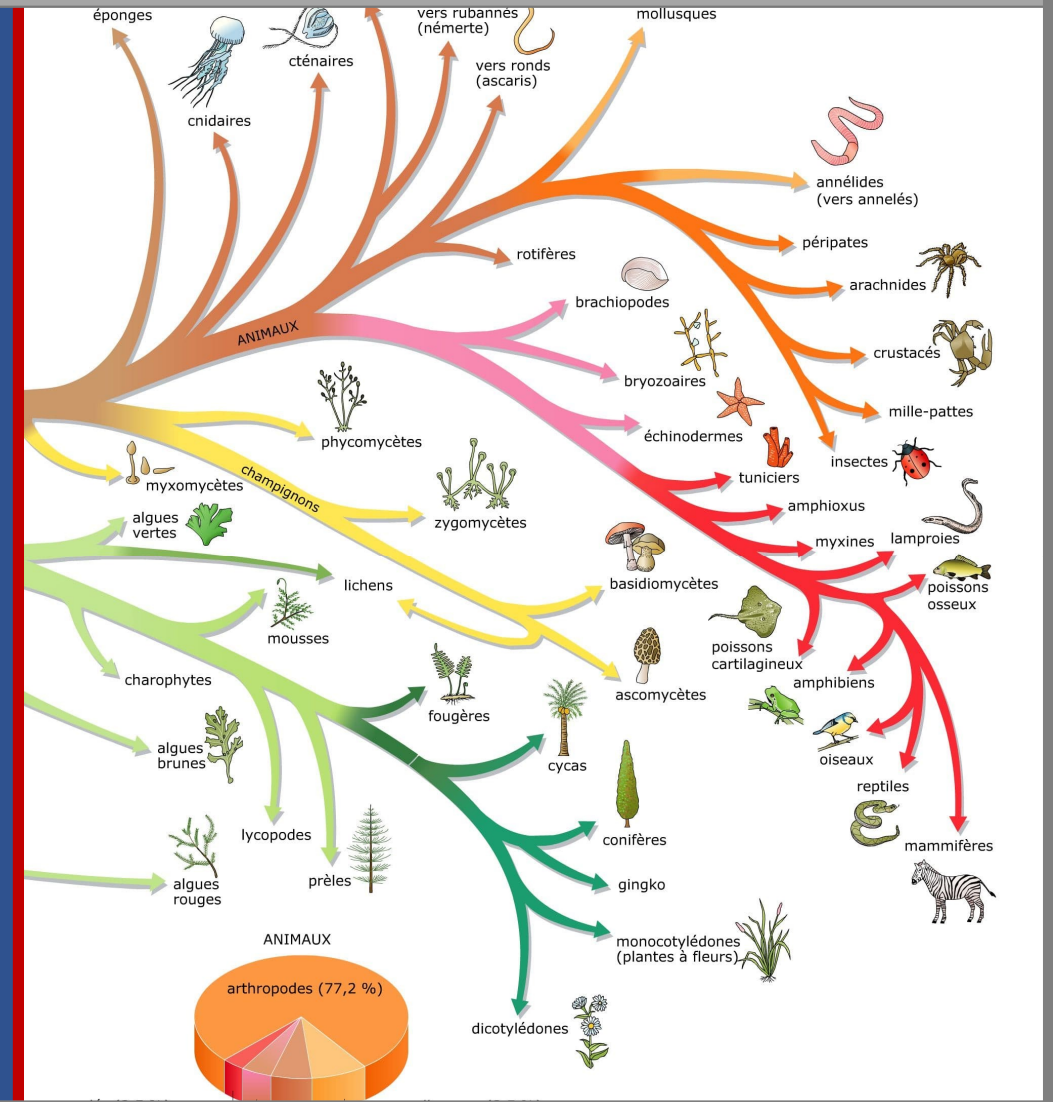 éponges
vers rubannés
(némerte)
mollusques
cténaires
vers ronds
(ascaris)
cnidaires
annélides
(vers annelés)
péripates
rotifères
arachnides
brachiopodes
ANIMAUX
crustacés
bryozoaires
mille-pattes
phycomycètes
échinodermes
insectes
tuniciers
myxomycètes
champignons
amphioxus
zygomycètes
algues
vertes
myxines
lamproies
lichens
basidiomycètes
poissons
osseux
mousses
poissons
cartilagineux
charophytes
amphibiens
ascomycètes
fougères
algues
brunes
cycas
oiseaux
reptiles
lycopodes
conifères
mammifères
prèles
algues
rouges
gingko
ANIMAUX
monocotylédones
(plantes à fleurs)
arthropodes (77,2 %)
dicotylédones